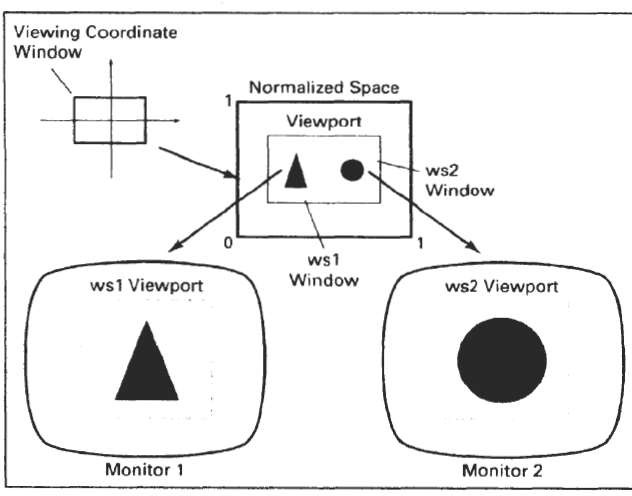 Viewing Coordinate
Window
Normalized Space
1
Viewport
ws2
Window
0
1
ws1
Window
ws1 Viewport
ws2 Viewport
Monitor 1
Monitor 2